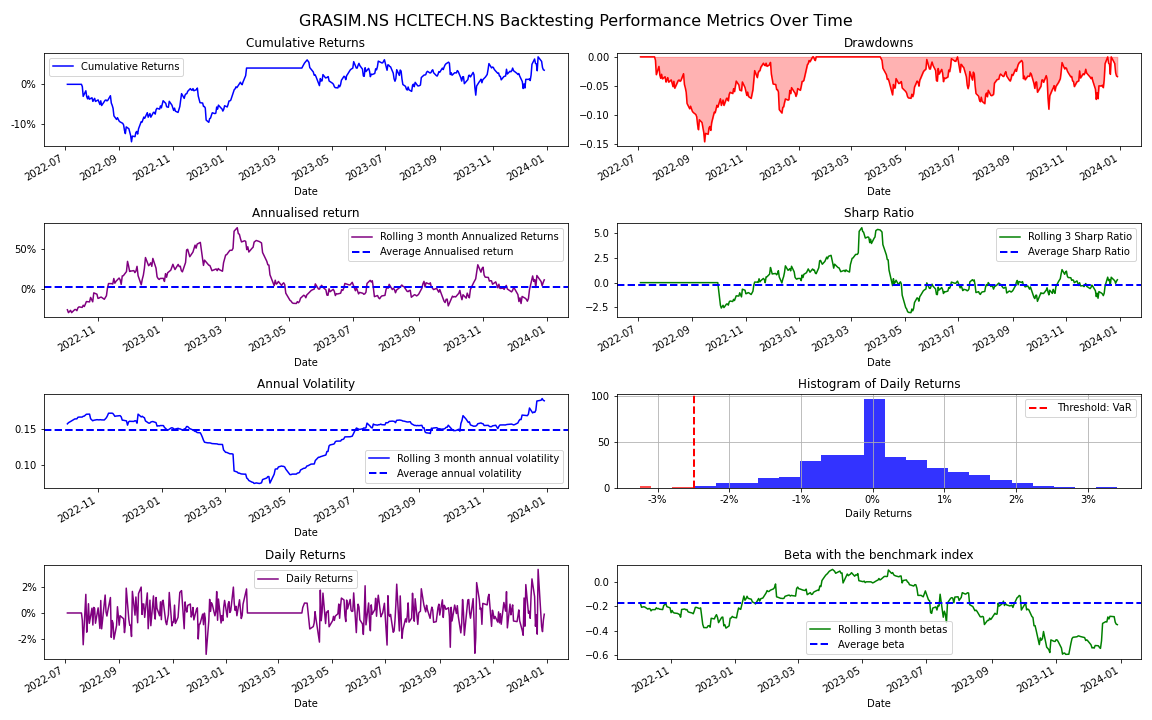 GRASIM.NS HCLTECH.NS Backtesting Performance Metrics Over Time
Cumulative Returns
0%
-10%
Cumulative Returns
2022-07 2022-09 2022-11 2023-01 2023-03 2023-05 2023-07 2023-09 2023-11 2024-01
Date
Drawdowns
0.00
−0.05
−0.10
−0.15
2022-07 2022-09 2022-11 2023-01 2023-03 2023-05 2023-07 2023-09 2023-11 2024-01
Date
Annualised return
50%
0%
Rolling 3 month Annualized Returns
Average Annualised return
2022-11 2023-01 2023-03 2023-05 2023-07 2023-09 2023-11 2024-01
Date
Sharp Ratio
5.0
2.5
0.0
−2.5
Rolling 3 Sharp Ratio
Average Sharp Ratio
2022-07 2022-09 2022-11 2023-01 2023-03 2023-05 2023-07 2023-09 2023-11 2024-01
Date
Annual Volatility
0.15
0.10
Rolling 3 month annual volatility
Average annual volatility
2022-11 2023-01 2023-03 2023-05 2023-07 2023-09 2023-11 2024-01
Date
Histogram of Daily Returns
100
50
0
Threshold: VaR
-3% -2% -1% 0% 1% 2% 3%
Daily Returns
Daily Returns
2%
0%
-2%
Daily Returns
2022-07 2022-09 2022-11 2023-01 2023-03 2023-05 2023-07 2023-09 2023-11 2024-01
Date
Beta with the benchmark index
0.0
−0.2
−0.4
−0.6
Rolling 3 month betas
Average beta
2022-11 2023-01 2023-03 2023-05 2023-07 2023-09 2023-11 2024-01
Date